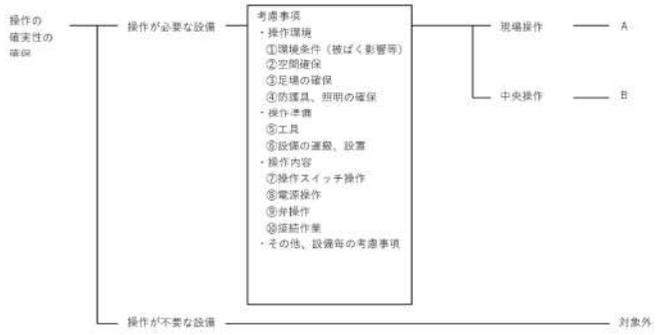 操作の
確実性の
確保
操作が必要な設備
考慮事項
・操作環境
①環境条件（被ばく影響等）
②空間確保
③足場の確保
④防護具、照明の確保
・操作準備
⑤工具
⑥設備の運搬、設置
・操作内容
⑦操作スイッチ操作
⑧電源操作
⑨弁操作
⑩接続作業
・その他、設備毎の考慮事項
現場操作
A
中央操作
B
操作が不要な設備
対象外